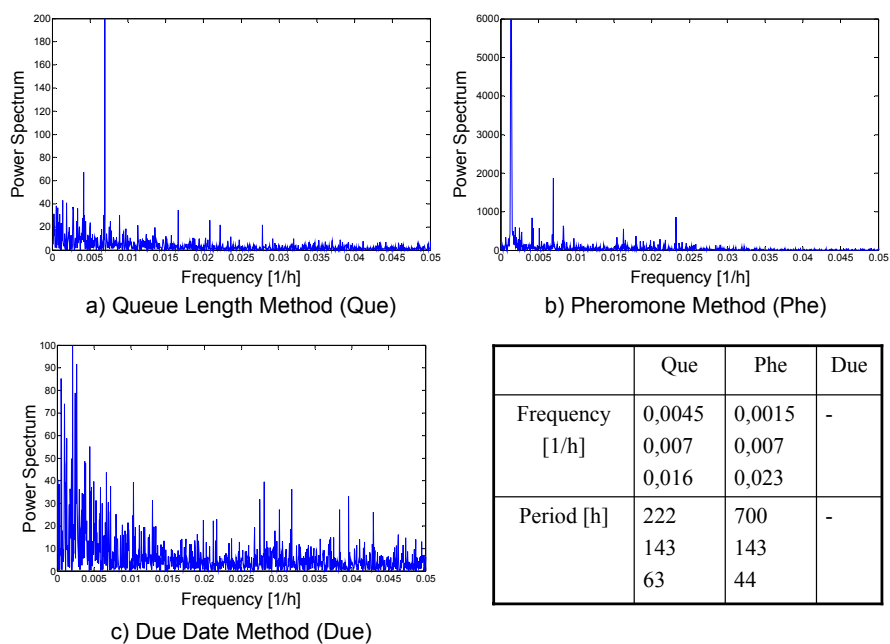 200
180
160
140
120
100
80
60
40
20
0
0 0.005 0.01 0.015 0.02 0.025 0.03 0.035 0.04 0.045 0.05
Power Spectrum
Frequency [1/h]
a) Queue Length Method (Que)
6000
5000
4000
3000
2000
1000
0
0 0.005 0.01 0.015 0.02 0.025 0.03 0.035 0.04 0.045 0.05
Power Spectrum
Frequency [1/h]
b) Pheromone Method (Phe)
100
90
80
70
60
50
40
30
20
10
0
0 0.005 0.01 0.015 0.02 0.025 0.03 0.035 0.04 0.045 0.05
Power Spectrum
Frequency [1/h]
c) Due Date Method (Due)
Que Phe Due
Frequency 0,0045 0,0015 -
[1/h] 0,007 0,007
0,016 0,023
Period [h] 222 700 -
143 143
63 44